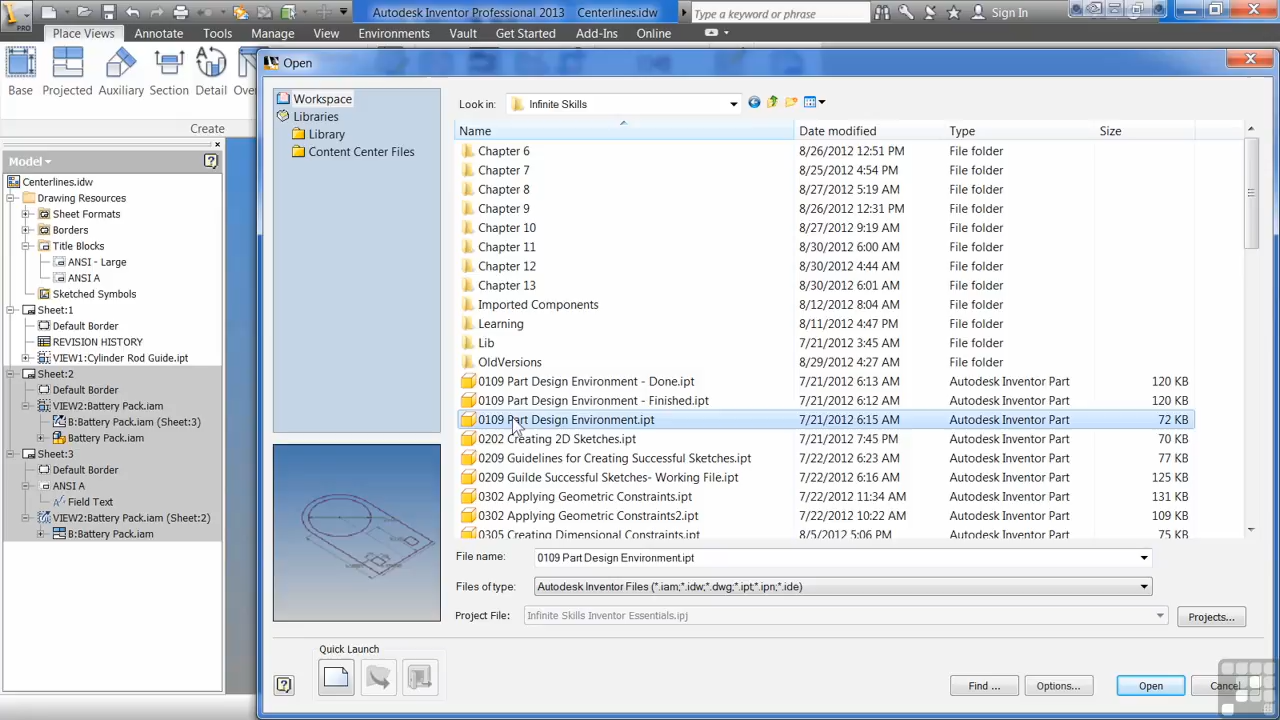 PRO
Autodesk Inventor Professional 2013 Centerlines.idw
Type a keyword or phrase
Sign In
Place Views Annotate Tools Manage View Environments Vault Get Started Add-Ins Online
Base Projected Auxiliary Section Detail
Create
Model
Centerlines.idw
Drawing Resources
Sheet Formats
Borders
Title Blocks
ANSI - Large
ANSI A
Sketched Symbols
Sheet:1
Default Border
REVISION HISTORY
VIEW1:Cylinder Rod Guide.ipt
Sheet:2
Default Border
VIEW2:Battery Pack.iam
B:Battery Pack.iam (Sheet:3)
Battery Pack.iam
Sheet:3
Default Border
ANSI A
Field Text
VIEW2:Battery Pack.iam (Sheet:2)
B:Battery Pack.iam
Open
Workspace
Libraries
Library
Content Center Files
Look in: Infinite Skills
Name Date modified Type Size
Chapter 6 8/26/2012 12:51 PM File folder
Chapter 7 8/25/2012 4:54 PM File folder
Chapter 8 8/27/2012 5:19 AM File folder
Chapter 9 8/26/2012 12:31 PM File folder
Chapter 10 8/27/2012 9:19 AM File folder
Chapter 11 8/30/2012 6:00 AM File folder
Chapter 12 8/30/2012 4:44 AM File folder
Chapter 13 8/30/2012 6:01 AM File folder
Imported Components 8/12/2012 8:04 AM File folder
Learning 8/11/2012 4:47 PM File folder
Lib 7/21/2012 3:45 AM File folder
OldVersions 8/29/2012 4:27 AM File folder
0109 Part Design Environment - Done.ipt 7/21/2012 6:13 AM Autodesk Inventor Part 120 KB
0109 Part Design Environment - Finished.ipt 7/21/2012 6:12 AM Autodesk Inventor Part 120 KB
0109 Part Design Environment.ipt 7/21/2012 6:15 AM Autodesk Inventor Part 72 KB
0202 Creating 2D Sketches.ipt 7/21/2012 7:45 PM Autodesk Inventor Part 70 KB
0209 Guidelines for Creating Successful Sketches.ipt 7/22/2012 6:23 AM Autodesk Inventor Part 77 KB
0209 Guilde Successful Sketches- Working File.ipt 7/22/2012 6:16 AM Autodesk Inventor Part 125 KB
0302 Applying Geometric Constraints.ipt 7/22/2012 11:34 AM Autodesk Inventor Part 131 KB
0302 Applying Geometric Constraints2.ipt 7/22/2012 10:22 AM Autodesk Inventor Part 109 KB
0305 Creating Dimensional Constraints.ipt 8/5/2012 5:06 PM Autodesk Inventor Part 75 KB
File name: 0109 Part Design Environment.ipt
Files of type: Autodesk Inventor Files (*.iam;*.idw;*.dwg;*.ipt;*.ipn;*.ide)
Project File: Infinite Skills Inventor Essentials.ipj
Projects...
Quick Launch
Find ... Options... Open Cancel